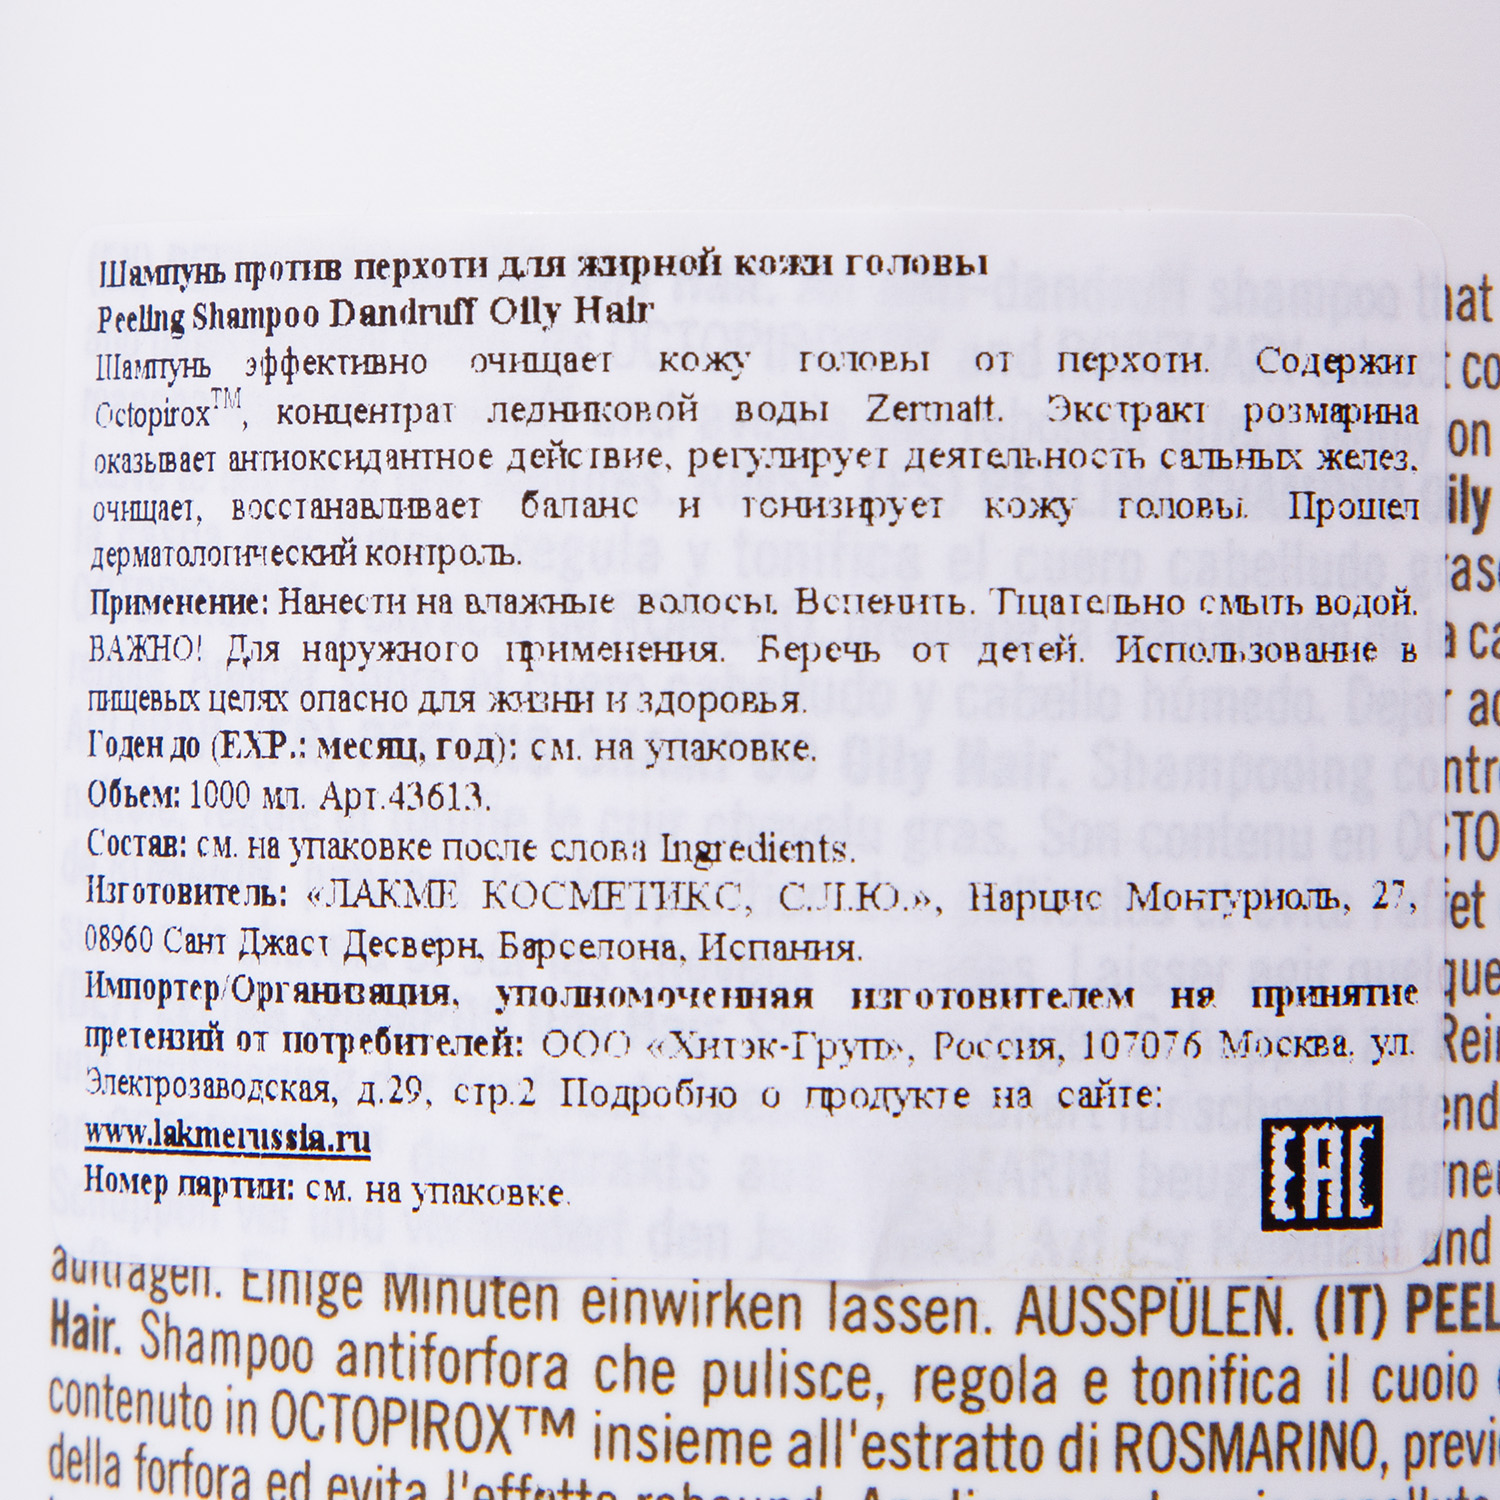 Шампунь против перхоти для жирной кожи головы
Peeling Shampoo Dandruff Oily Hair
Шампунь эффективно очищает кожу головы от перхоти. Содержит
Octopirox™, концентрат ледниковой воды Zermatt. Экстракт розмарина
оказывает антиоксидантное действие, регулирует деятельность сальных желез,
очищает, восстанавливает баланс и тонизирует кожу головы. Прошел
дерматологический контроль.
Применение: Нанести на влажные волосы. Вспенить. Тщательно смыть водой.
ВАЖНО! Для наружного применения. Беречь от детей. Использование в
пищевых целях опасно для жизни и здоровья.
Годен до (EXP.: месяц, год): см. на упаковке.
Обьем: 1000 мл. Арт.43613.
Состав: см. на упаковке после слова Ingredients.
Изготовитель: «ЛАКМЕ КОСМЕТИКС, С.Л.Ю.», Нарцис Монтуриоль, 27,
08960 Сант Джаст Десверн, Барселона, Испания.
Импортер/Организация, уполномоченная изготовителем на принятие
претензий от потребителей: ООО «Хитэк-Груп», Россия, 107076 Москва, ул.
Электрозаводская, д.29, стр.2 Подробно о продукте на сайте:
www.lakmerussia.ru
Номер партии: см. на упаковке.
EAC
auftragen. Einige Minuten einwirken lassen. AUSSPÜLEN. (IT) PEEL
Hair. Shampoo antiforfora che pulisce, regola e tonifica il cuoio
contenuto in OCTOPIROX™ insieme all'estratto di ROSMARINO, previ
della forfora ed evita l'effetto rebound.